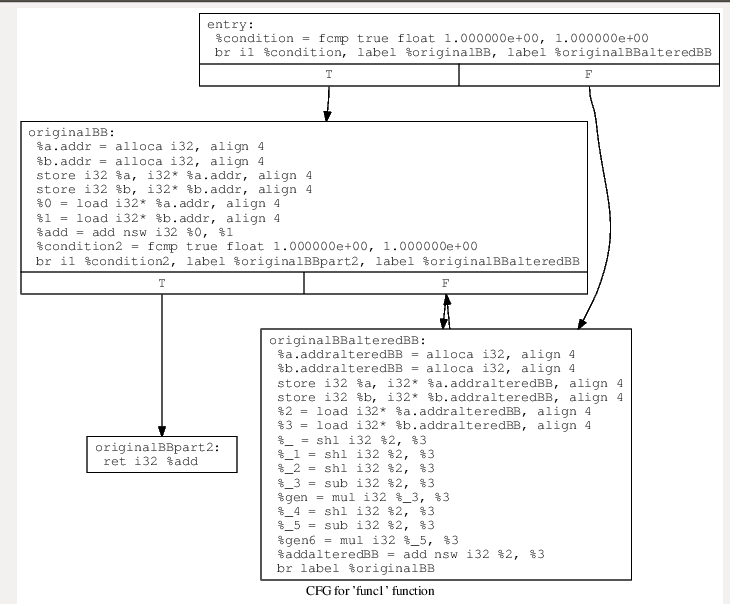 entry:
%condition = fcmp true float 1.000000e+00, 1.000000e+00
br i1 %condition, label %originalBB, label %originalBBalteredBB
T F
originalBB:
%a.addr = alloca i32, align 4
%b.addr = alloca i32, align 4
store i32 %a, i32* %a.addr, align 4
store i32 %b, i32* %b.addr, align 4
%0 = load i32* %a.addr, align 4
%1 = load i32* %b.addr, align 4
%add = add nsw i32 %0, %1
%condition2 = fcmp true float 1.000000e+00, 1.000000e+00
br i1 %condition2, label %originalBBpart2, label %originalBBalteredBB
T F
originalBBalteredBB:
%a.addralteredBB = alloca i32, align 4
%b.addralteredBB = alloca i32, align 4
store i32 %a, i32* %a.addralteredBB, align 4
store i32 %b, i32* %b.addralteredBB, align 4
%2 = load i32* %a.addralteredBB, align 4
%3 = load i32* %b.addralteredBB, align 4
%_ = shl i32 %2, %3
%_1 = shl i32 %2, %3
%_2 = shl i32 %2, %3
%_3 = sub i32 %2, %3
%gen = mul i32 %_3, %3
%_4 = shl i32 %2, %3
%_5 = sub i32 %2, %3
%gen6 = mul i32 %_5, %3
%addalteredBB = add nsw i32 %2, %3
br label %originalBB
originalBBpart2:
ret i32 %add
CFG for 'func1' function